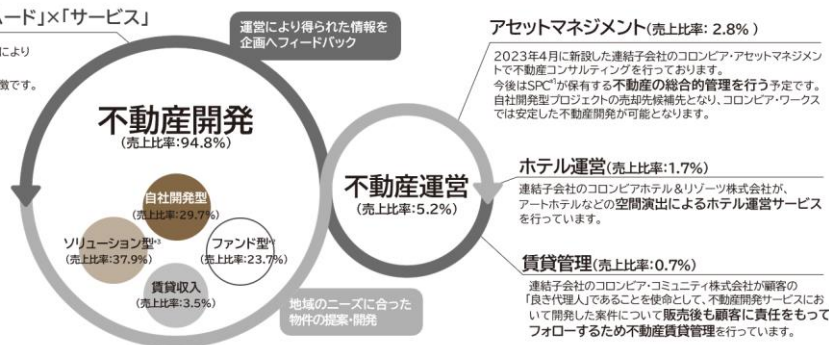 ード」×「サービス」
により
徴です。
運営により得られた情報を
企画へフィードバック
不動産開発
(売上比率:94.8%)
自社開発型
(売上比率:29.7%)
ソリューション型*³
(売上比率:37.9%)
ファンド型*²
(売上比率:23.7%)
賃貸収入
(売上比率:3.5%)
地域のニーズに合った
物件の提案・開発
不動産運営
(売上比率:5.2%)
アセットマネジメント(売上比率: 2.8% )
2023年4月に新設した連結子会社のコロンビア・アセットマネジメン
トで不動産コンサルティングを行っております。
今後はSPC*¹が保有する不動産の総合的管理を行う予定です。
自社開発型プロジェクトの売却先候補先となり、コロンビア・ワークス
では安定した不動産開発が可能となります。
ホテル運営(売上比率:1.7%)
連結子会社のコロンビアホテル&リゾーツ株式会社が、
アートホテルなどの空間演出によるホテル運営サービス
を行っています。
賃貸管理(売上比率:0.7%)
連結子会社のコロンビア・コミュニティ株式会社が顧客の
「良き代理人」であることを使命として、不動産開発サービスにお
いて開発した案件について販売後も顧客に責任をもって
フォローするため不動産賃貸管理を行っています。